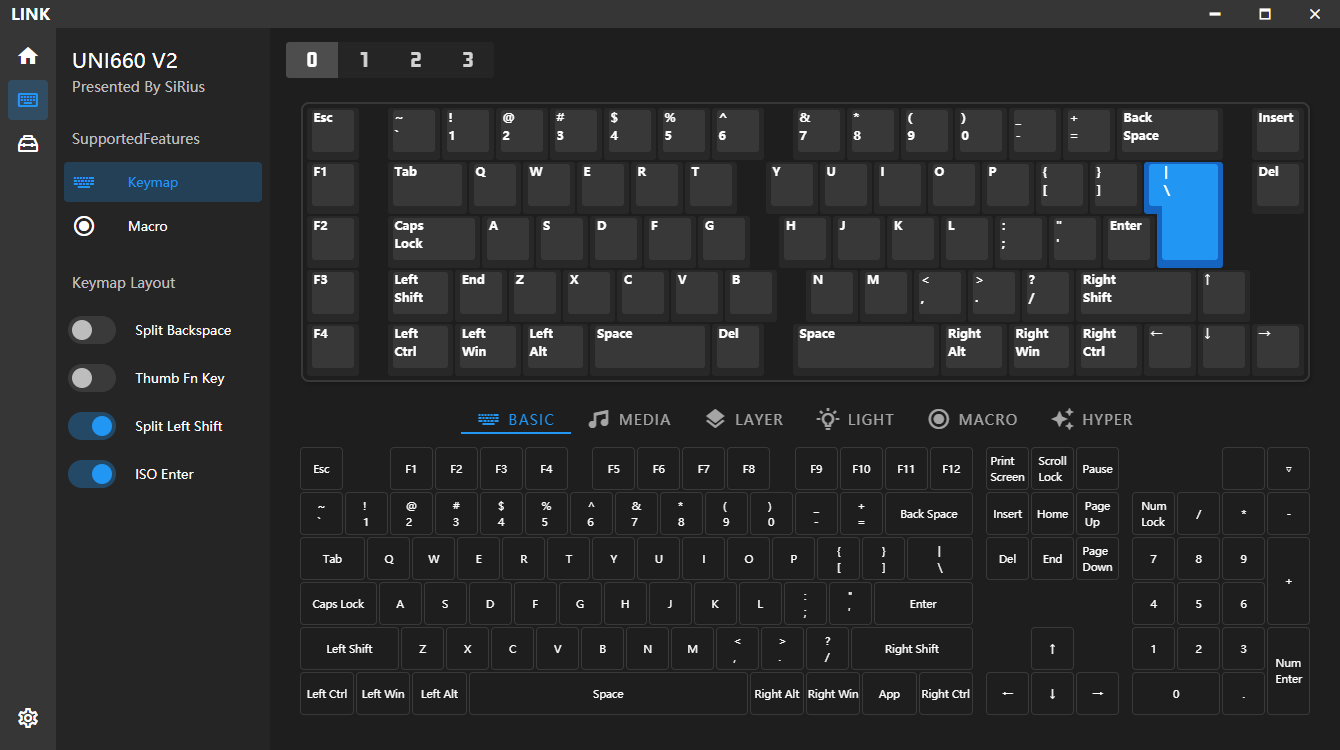 LINK
UNI660 V2
Presented By SiRius
SupportedFeatures
Keymap
Macro
Keymap Layout
Split Backspace
Thumb Fn Key
Split Left Shift
ISO Enter
0 1 2 3
Esc ~ ! @ # $ % ^ & * ( ) _ + Back Insert
` 1 2 3 4 5 6 7 8 9 0 - = Space
F1 Tab Q W E R T Y U I O P { } | Del
[ ] \
F2 Caps A S D F G H J K L : " Enter
Lock ; '
F3 Left End Z X C V B N M < > ? Right ↑
Shift , . / Shift
F4 Left Left Left Space Del Space Right Right Right ← ↓ →
Ctrl Win Alt Alt Win Ctrl
BASIC MEDIA LAYER LIGHT MACRO HYPER
Esc F1 F2 F3 F4 F5 F6 F7 F8 F9 F10 F11 F12 Print Scroll Pause ▿
Screen Lock
~ ! @ # $ % ^ & * ( ) _ + Back Space Insert Home Page Num / * -
` 1 2 3 4 5 6 7 8 9 0 - = Up Lock
Tab Q W E R T Y U I O P { } | Del End Page 7 8 9 +
[ ] \ Down
Caps Lock A S D F G H J K L : " Enter 4 5 6
; '
Left Shift Z X C V B N M < > ? Right Shift ↑ 1 2 3 Num
, . / Enter
Left Ctrl Left Win Left Alt Space Right Alt Right Win App Right Ctrl ← ↓ → 0 .